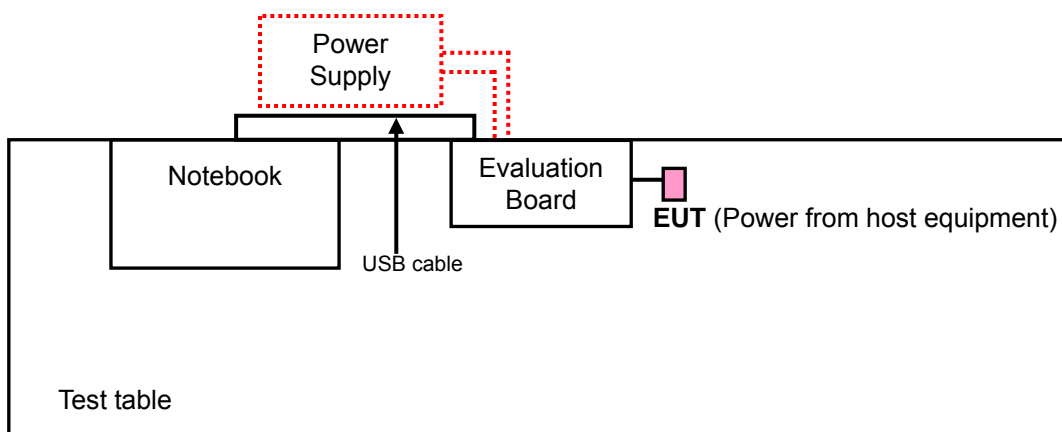 Power
Supply
Notebook
Evaluation
Board
EUT (Power from host equipment)
USB cable
Test table